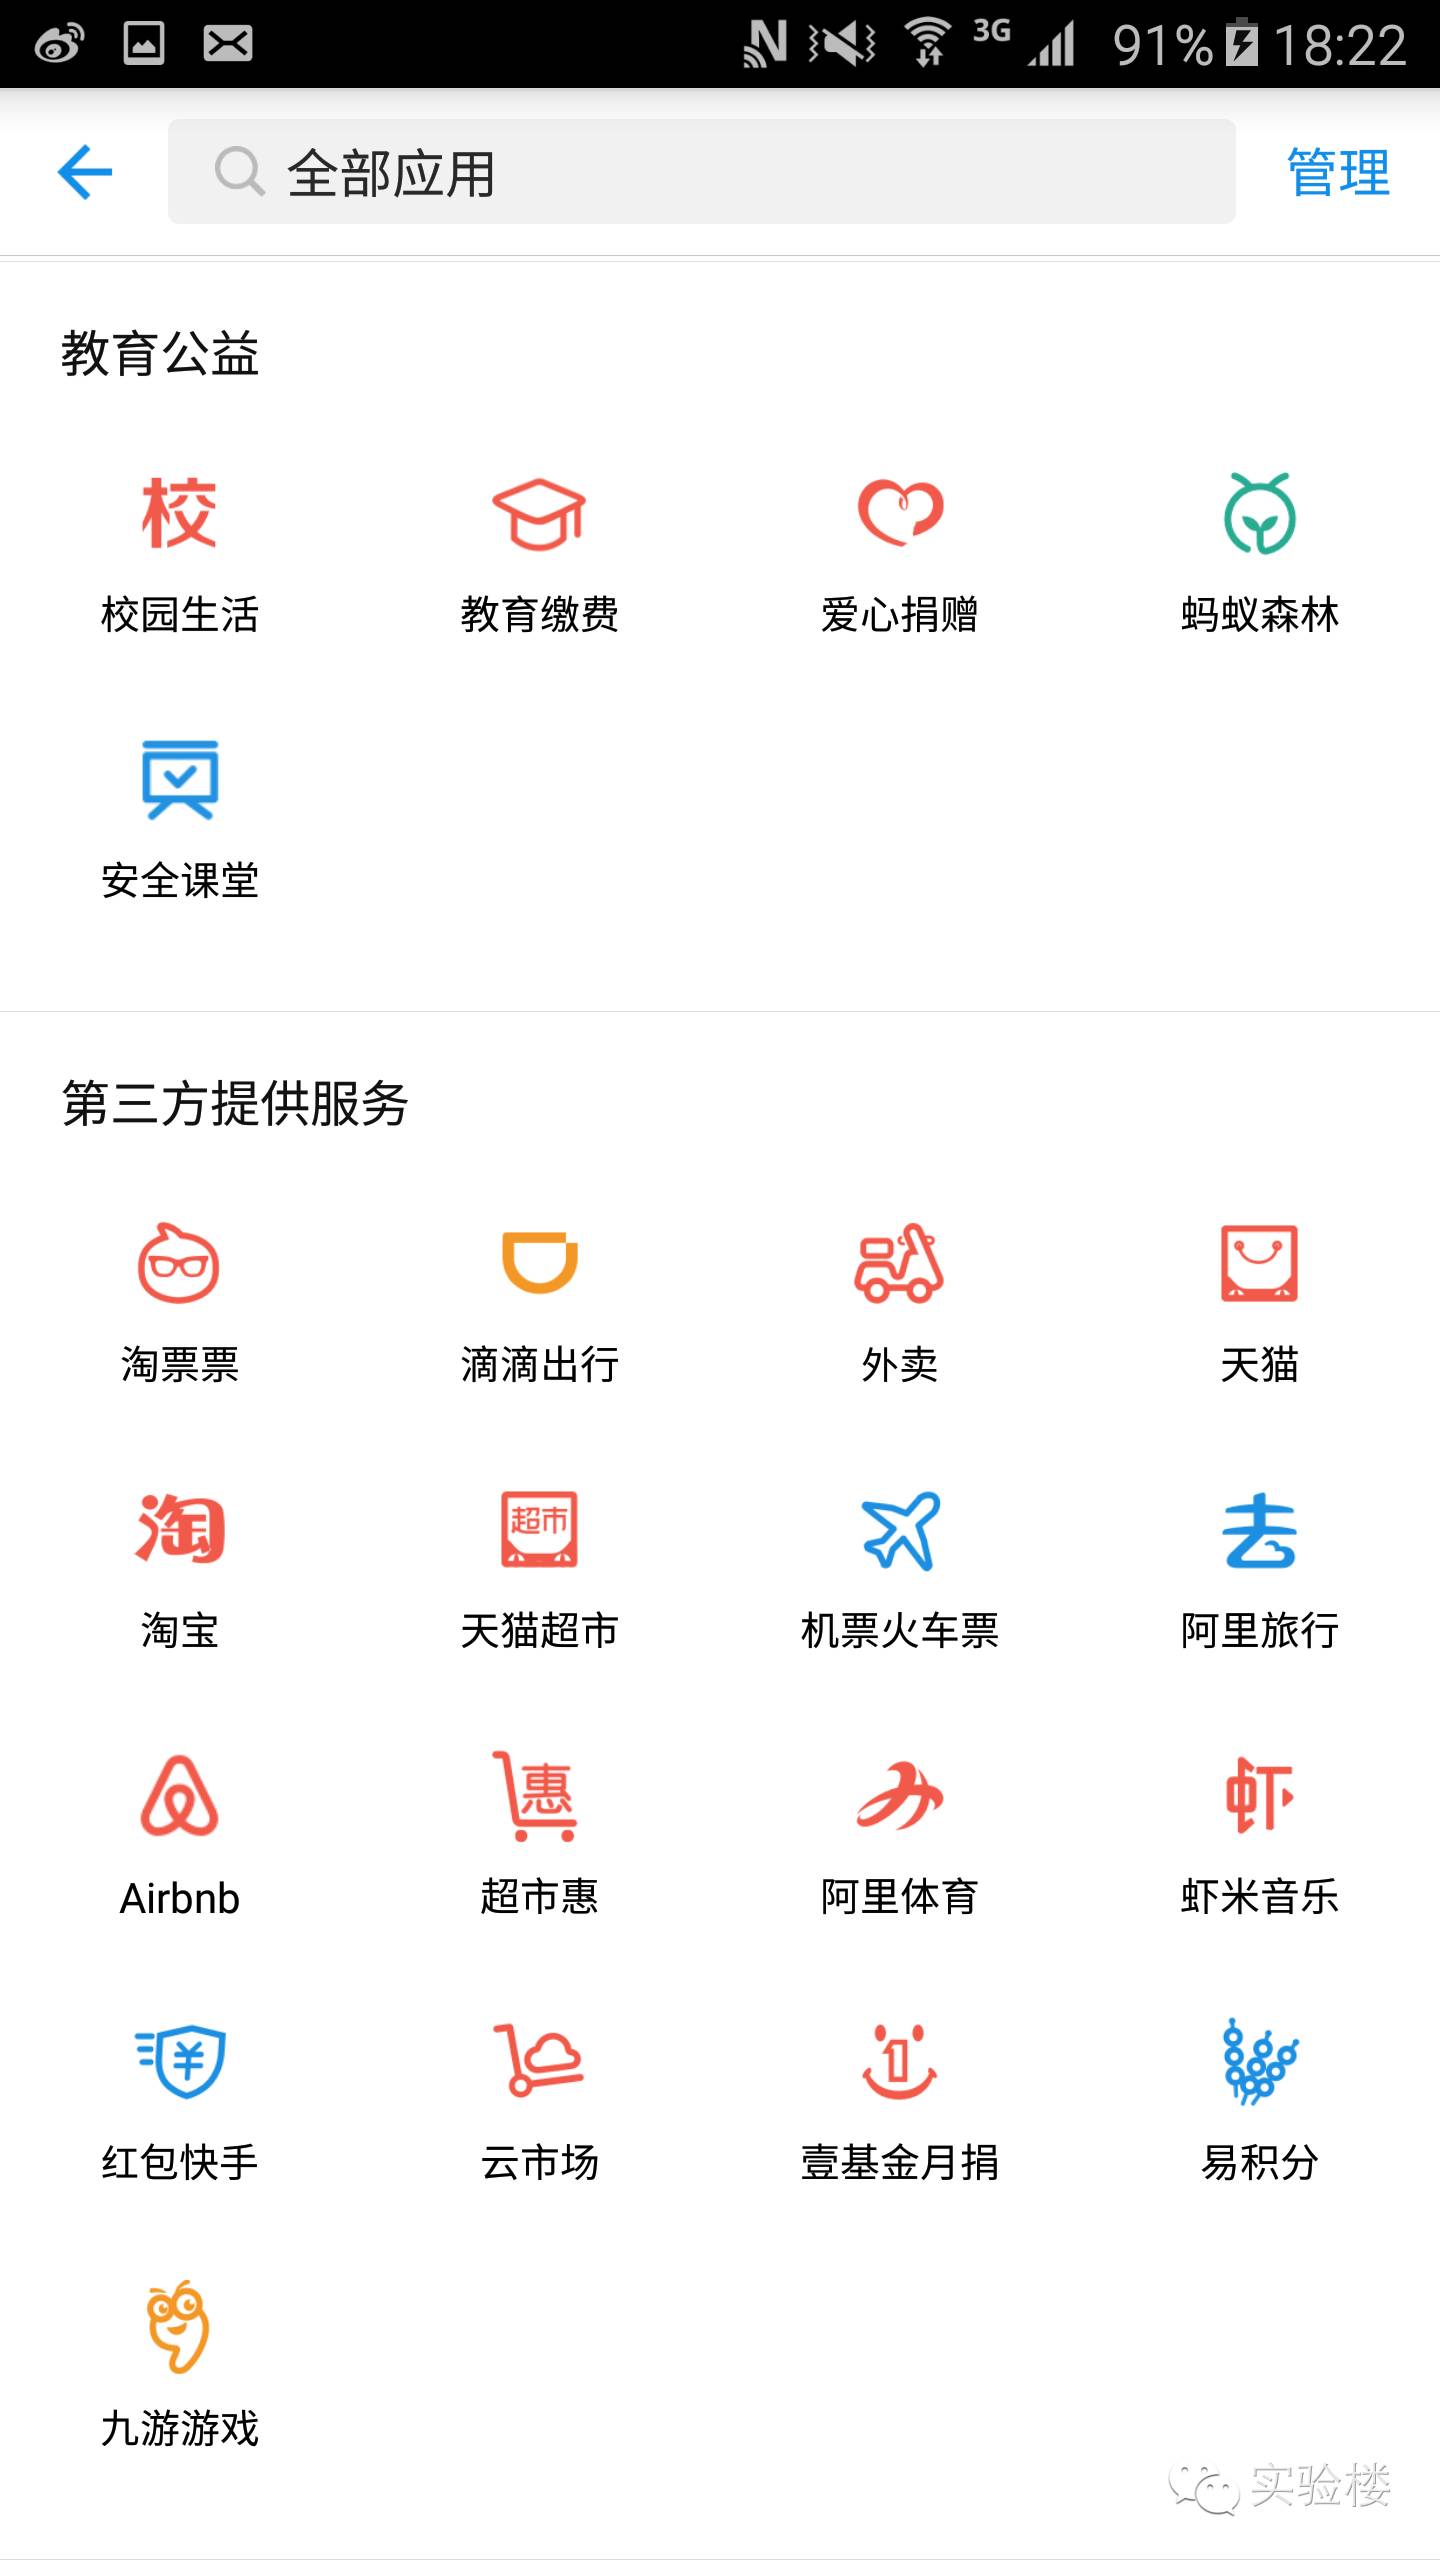 3G 91% 18:22
全部应用 管理
教育公益
校
校园生活 教育缴费 爱心捐赠 蚂蚁森林
安全课堂
第三方提供服务
淘票票 滴滴出行 外卖 天猫
淘 超市 去
淘宝 天猫超市 机票火车票 阿里旅行
惠 虾
Airbnb 超市惠 阿里体育 虾米音乐
¥ 1
红包快手 云市场 壹基金月捐 易积分
九游游戏
实验楼